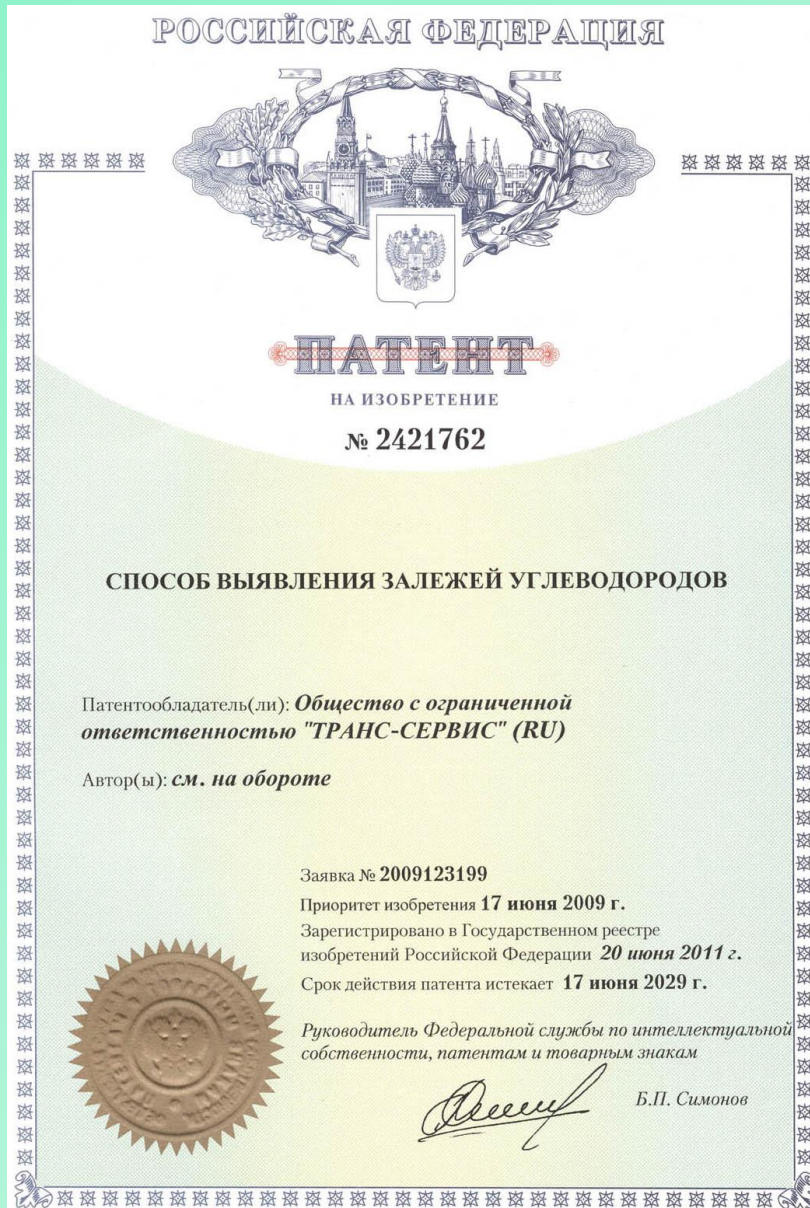 РОССИЙСКАЯ ФЕДЕРАЦИЯ
ПАТЕНТ
НА ИЗОБРЕТЕНИЕ
№ 2421762
СПОСОБ ВЫЯВЛЕНИЯ ЗАЛЕЖЕЙ УГЛЕВОДОРОДОВ
Патентообладатель(ли): Общество с ограниченной
ответственностью "ТРАНС-СЕРВИС" (RU)
Автор(ы): см. на обороте
Заявка № 2009123199
Приоритет изобретения 17 июня 2009 г.
Зарегистрировано в Государственном реестре
изобретений Российской Федерации 20 июня 2011 г.
Срок действия патента истекает 17 июня 2029 г.
Руководитель Федеральной службы по интеллектуальной
собственности, патентам и товарным знакам
Б.П. Симонов